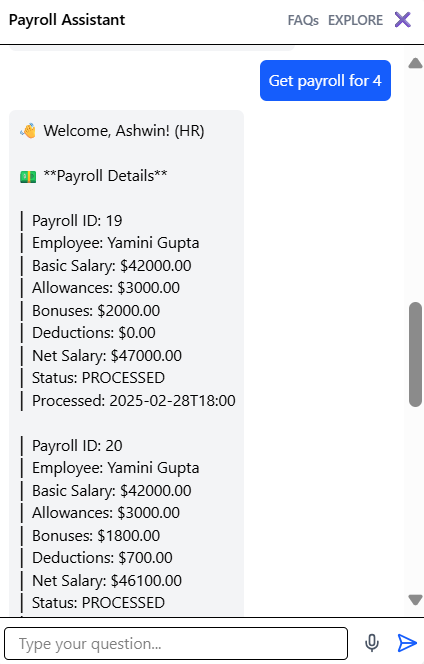 Payroll Assistant
FAQs EXPLORE
Get payroll for 4
Welcome, Ashwin! (HR)
**Payroll Details**
Payroll ID: 19
Employee: Yamini Gupta
Basic Salary: $42000.00
Allowances: $3000.00
Bonuses: $2000.00
Deductions: $0.00
Net Salary: $47000.00
Status: PROCESSED
Processed: 2025-02-28T18:00
Payroll ID: 20
Employee: Yamini Gupta
Basic Salary: $42000.00
Allowances: $3000.00
Bonuses: $1800.00
Deductions: $700.00
Net Salary: $46100.00
Status: PROCESSED
Type your question...